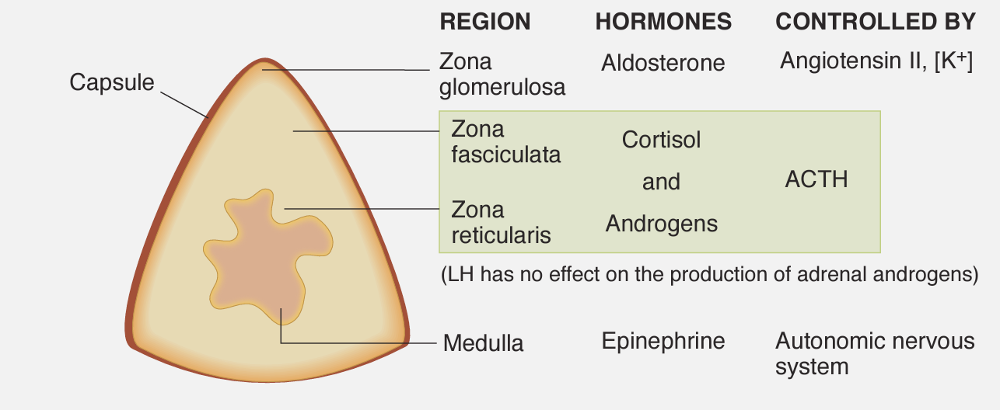 REGION HORMONES CONTROLLED BY
Capsule
Zona
glomerulosa
Aldosterone
Angiotensin II, [K⁺]
Zona
fasciculata
Zona
reticularis
Cortisol
and
Androgens
ACTH
(LH has no effect on the production of adrenal androgens)
Medulla
Epinephrine
Autonomic nervous
system